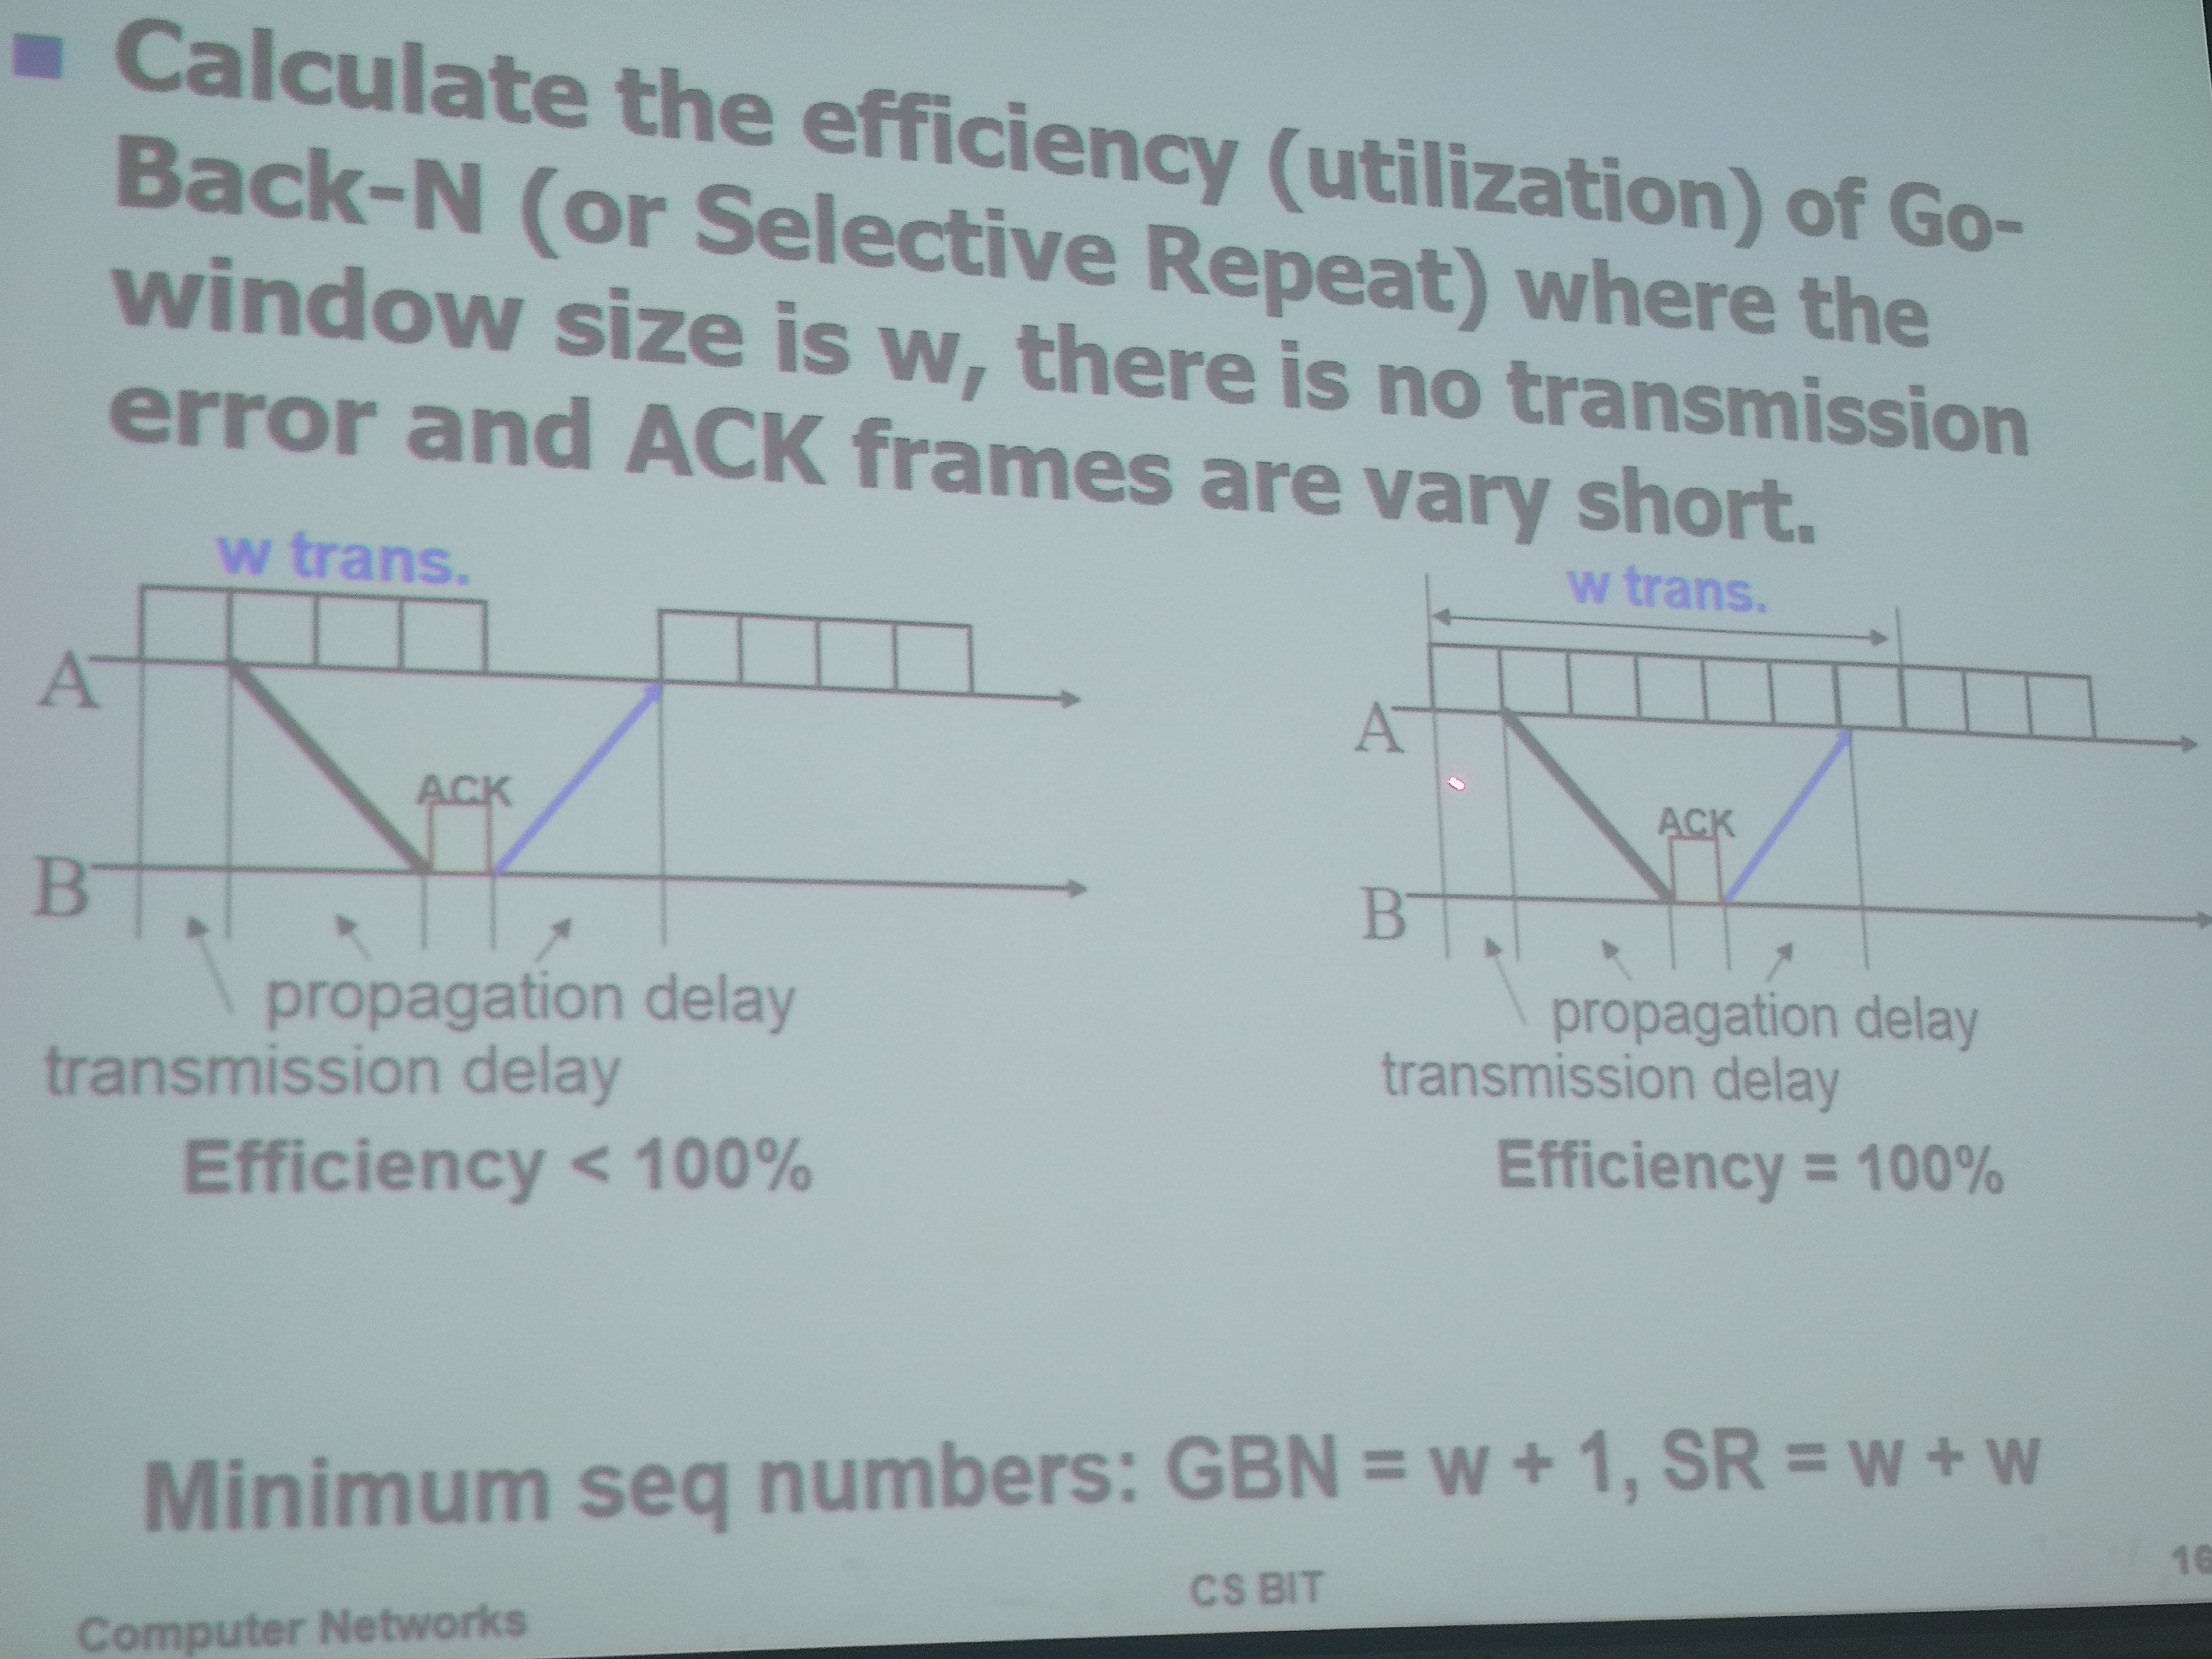 Calculate the efficiency (utilization) of Go-
Back-N (or Selective Repeat) where the
window size is w, there is no transmission
error and ACK frames are vary short.
w trans.
A
ACK
B
propagation delay
transmission delay
Efficiency < 100%
w trans.
A
ACK
B
propagation delay
transmission delay
Efficiency = 100%
Minimum seq numbers: GBN = w + 1, SR = w + w
Computer Networks
CS BIT
16